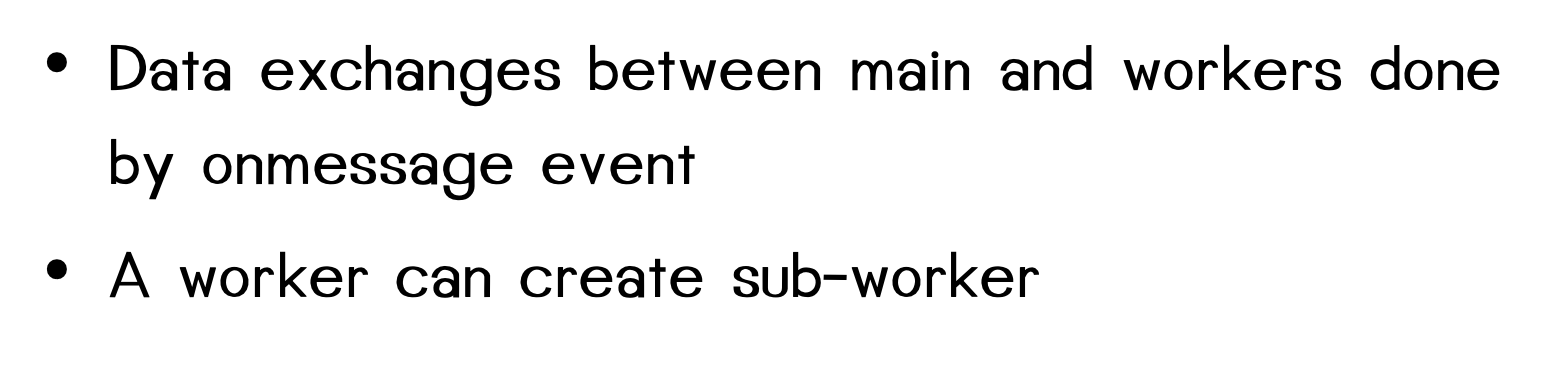 • Data exchanges between main and workers done
by onmessage event
• A worker can create sub-worker